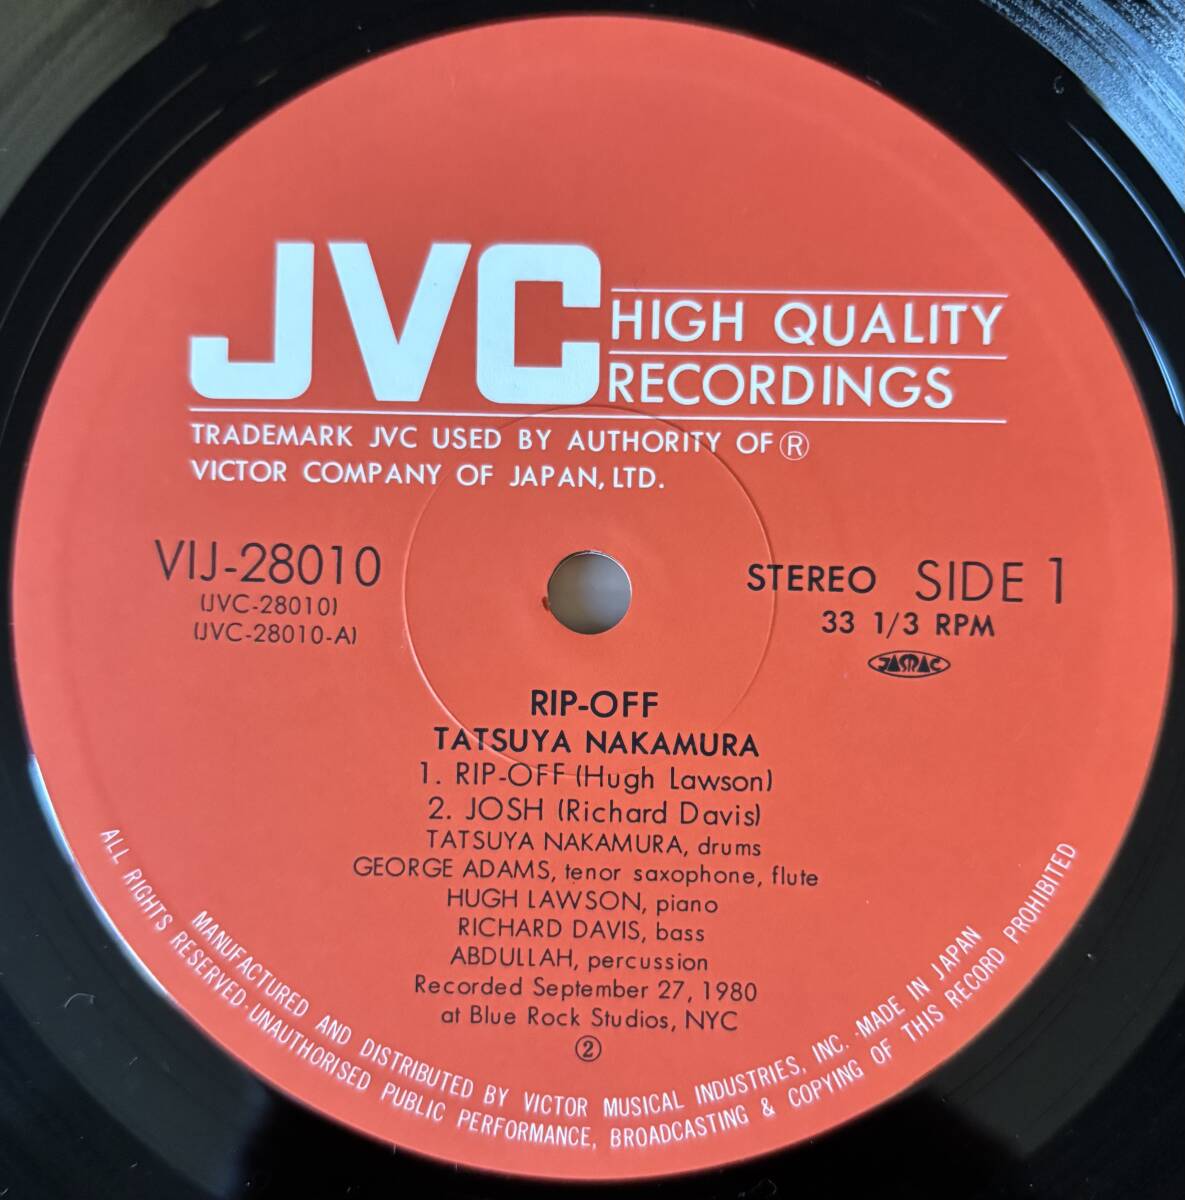 JVC HIGH QUALITY
RECORDINGS
TRADEMARK JVC USED BY AUTHORITY OF Ⓡ
VICTOR COMPANY OF JAPAN, LTD.
VIJ-28010
(JVC-28010)
(JVC-28010-A)
STEREO SIDE 1
33 1/3 RPM
JASRAC
RIP-OFF
TATSUYA NAKAMURA
1. RIP-OFF (Hugh Lawson)
2. JOSH (Richard Davis)
TATSUYA NAKAMURA, drums
GEORGE ADAMS, tenor saxophone, flute
HUGH LAWSON, piano
RICHARD DAVIS, bass
ABDULLAH, percussion
Recorded September 27, 1980
at Blue Rock Studios, NYC
②
MANUFACTURED AND DISTRIBUTED BY VICTOR MUSICAL INDUSTRIES, INC. ·MADE IN JAPAN
ALL RIGHTS RESERVED·UNAUTHORISED PUBLIC PERFORMANCE, BROADCASTING & COPYING OF THIS RECORD PROHIBITED